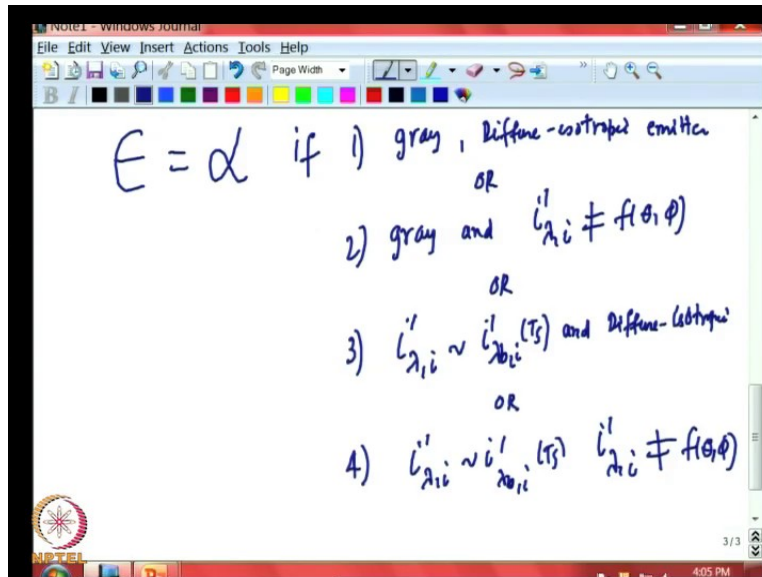 Note1 - Windows Journal
File Edit View Insert Actions Tools Help
Page Width
B I
Є = α if 1) gray, Diffuse-isotropic emitter
OR
2) gray and i'λ,i ≠ f(θ,φ)
OR
3) i'λ,i ~ i'λb,i (Ts) and Diffuse-isotropic
OR
4) i'λ,i ~ i'λb,i (Ts) i'λ,i ≠ f(θ,φ)
3/3
NPTEL
4:05 PM